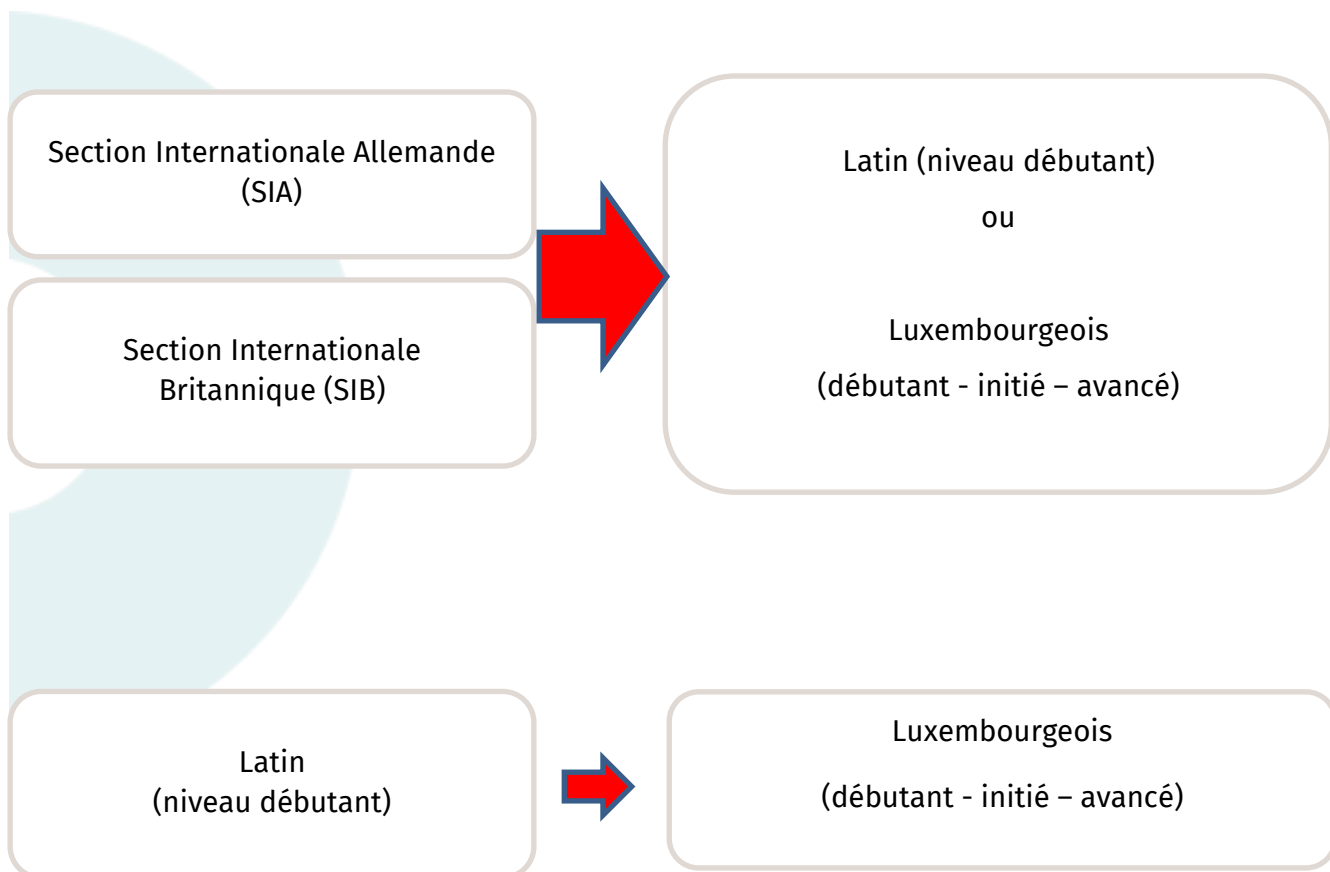 Section Internationale Allemande
(SIA)
Section Internationale
Britannique (SIB)
Latin (niveau débutant)
ou
Luxembourgeois
(débutant - initié – avancé)
Latin
(niveau débutant)
Luxembourgeois
(débutant - initié – avancé)